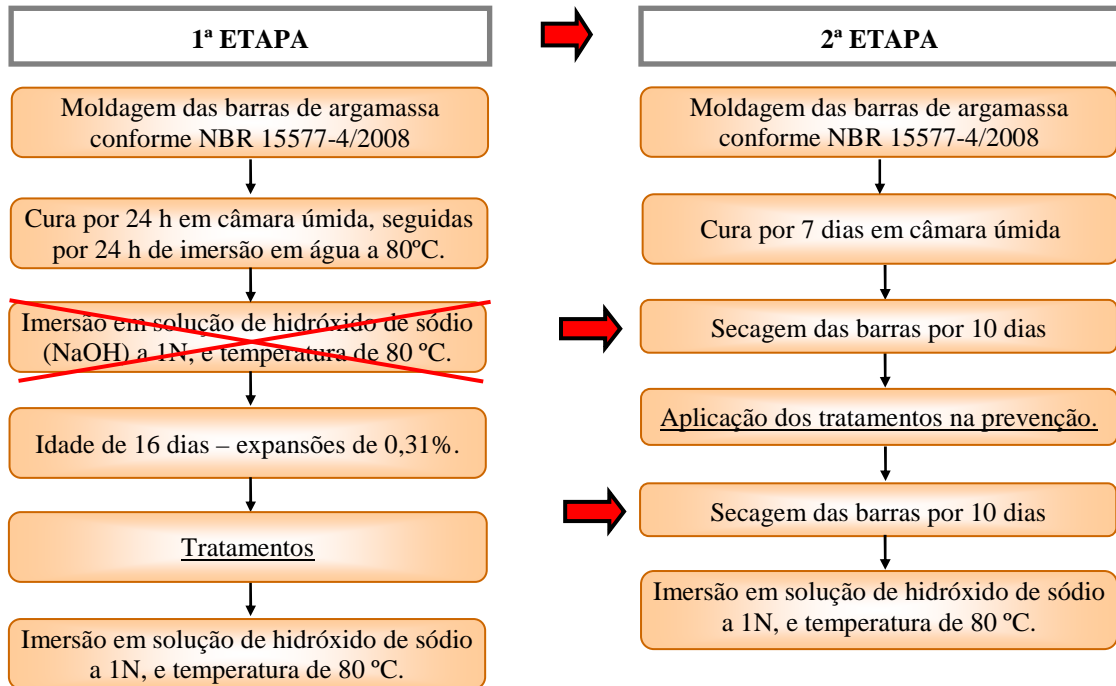 1ª ETAPA
Moldagem das barras de argamassa
conforme NBR 15577-4/2008
Cura por 24 h em câmara úmida, seguidas
por 24 h de imersão em água a 80ºC.
Imersão em solução de hidróxido de sódio
(NaOH) a 1N, e temperatura de 80 ºC.
Idade de 16 dias – expansões de 0,31%.
Tratamentos
Imersão em solução de hidróxido de sódio
a 1N, e temperatura de 80 ºC.
2ª ETAPA
Moldagem das barras de argamassa
conforme NBR 15577-4/2008
Cura por 7 dias em câmara úmida
Secagem das barras por 10 dias
Aplicação dos tratamentos na prevenção.
Secagem das barras por 10 dias
Imersão em solução de hidróxido de sódio
a 1N, e temperatura de 80 ºC.